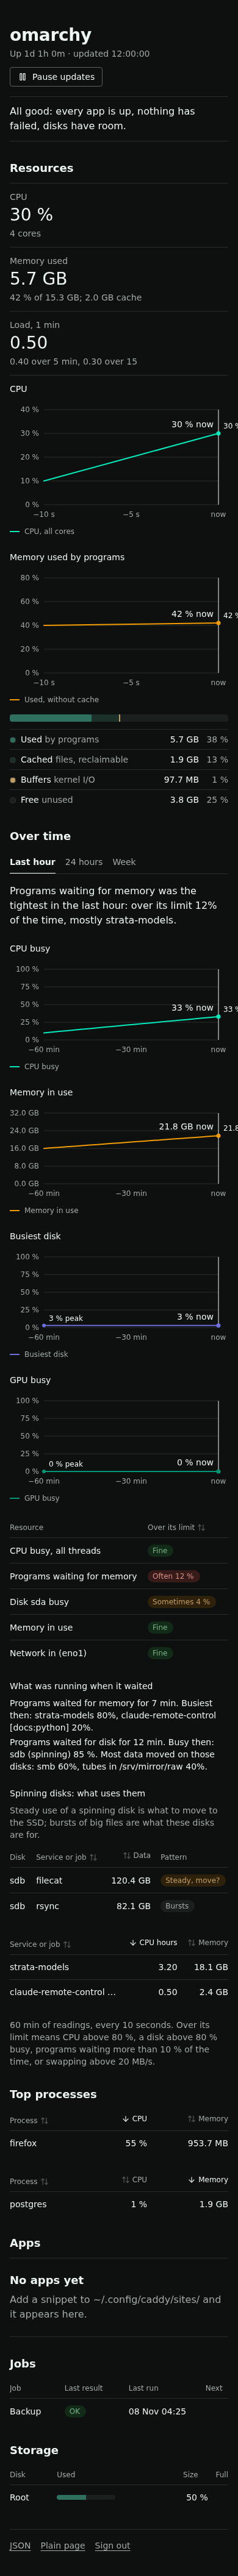 omarchy
Up 1d 1h 0m · updated 12:00:00
Pause updates
All good: every app is up, nothing has
failed, disks have room.
Resources
CPU
30 %
4 cores
Memory used
5.7 GB
42 % of 15.3 GB; 2.0 GB cache
Load, 1 min
0.50
0.40 over 5 min, 0.30 over 15
CPU
40 %
30 % now
30 %
30 %
20 %
10 %
0 %
−10 s −5 s now
CPU, all cores
Memory used by programs
80 %
60 %
42 % now
42 %
40 %
20 %
0 %
−10 s −5 s now
Used, without cache
Used by programs 5.7 GB 38 %
Cached files, reclaimable 1.9 GB 13 %
Buffers kernel I/O 97.7 MB 1 %
Free unused 3.8 GB 25 %
Over time
Last hour 24 hours Week
Programs waiting for memory was the
tightest in the last hour: over its limit 12%
of the time, mostly strata-models.
CPU busy
100 %
75 %
50 %
33 % now
33 %
25 %
0 %
−60 min −30 min now
CPU busy
Memory in use
32.0 GB
24.0 GB
21.8 GB now
21.8
16.0 GB
8.0 GB
0.0 GB
−60 min −30 min now
Memory in use
Busiest disk
100 %
75 %
50 %
25 %
3 % peak
3 % now
0 %
−60 min −30 min now
Busiest disk
GPU busy
100 %
75 %
50 %
25 %
0 % peak
0 % now
0 %
−60 min −30 min now
GPU busy
Resource Over its limit
CPU busy, all threads Fine
Programs waiting for memory Often 12 %
Disk sda busy Sometimes 4 %
Memory in use Fine
Network in (eno1) Fine
What was running when it waited
Programs waited for memory for 7 min. Busiest
then: strata-models 80%, claude-remote-control
[docs:python] 20%.
Programs waited for disk for 12 min. Busy then:
sdb (spinning) 85 %. Most data moved on those
disks: smb 60%, tubes in /srv/mirror/raw 40%.
Spinning disks: what uses them
Steady use of a spinning disk is what to move to
the SSD; bursts of big files are what these disks
are for.
Disk Service or job Data Pattern
sdb filecat 120.4 GB Steady, move?
sdb rsync 82.1 GB Bursts
Service or job CPU hours Memory
strata-models 3.20 18.1 GB
claude-remote-control ... 0.50 2.4 GB
60 min of readings, every 10 seconds. Over its
limit means CPU above 80 %, a disk above 80 %
busy, programs waiting more than 10 % of the
time, or swapping above 20 MB/s.
Top processes
Process CPU Memory
firefox 55 % 953.7 MB
Process CPU Memory
postgres 1 % 1.9 GB
Apps
No apps yet
Add a snippet to ~/.config/caddy/sites/ and
it appears here.
Jobs
Job Last result Last run Next
Backup OK 08 Nov 04:25
Storage
Disk Used Size Full
Root 50 %
JSON Plain page Sign out